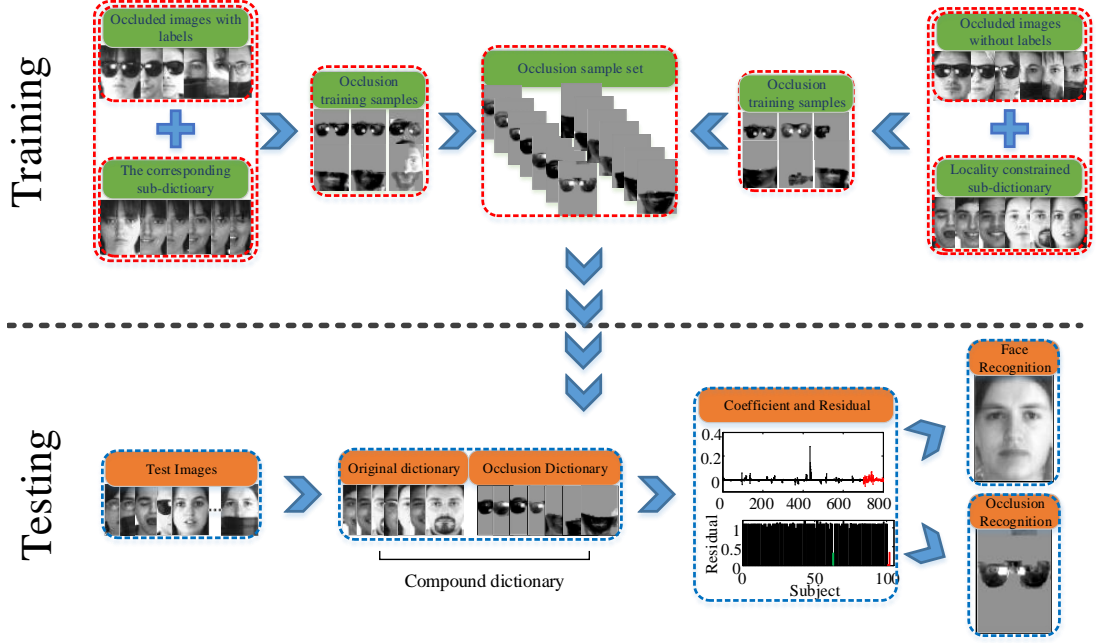 Training
Occluded images with
labels
The corresponding
sub-dictioary
Occlusion
training samples
Occlusion sample set
Occlusion
training samples
Occluded images
without labels
Locality constrained
sub-dictionary
Testing
Test Images
Original dictionary
Occlusion Dictionary
Compound dictionary
Coefficient and Residual
0.4
0.2
0
0 200 400 600 800
Residual
1
0.5
0
0 50 100
Subject
Face
Recognition
Occlusion
Recognition